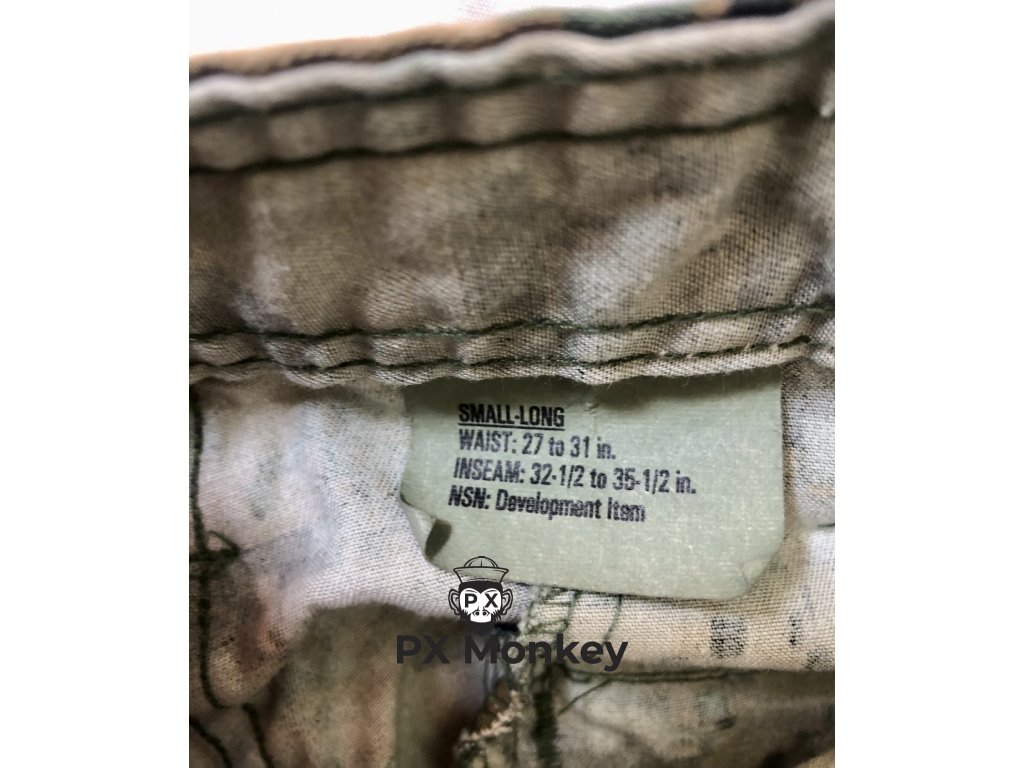 SMALL-LONG
WAIST: 27 to 31 in.
INSEAM: 32-1/2 to 35-1/2 in.
NSN: Development Item
PX
PX Monkey